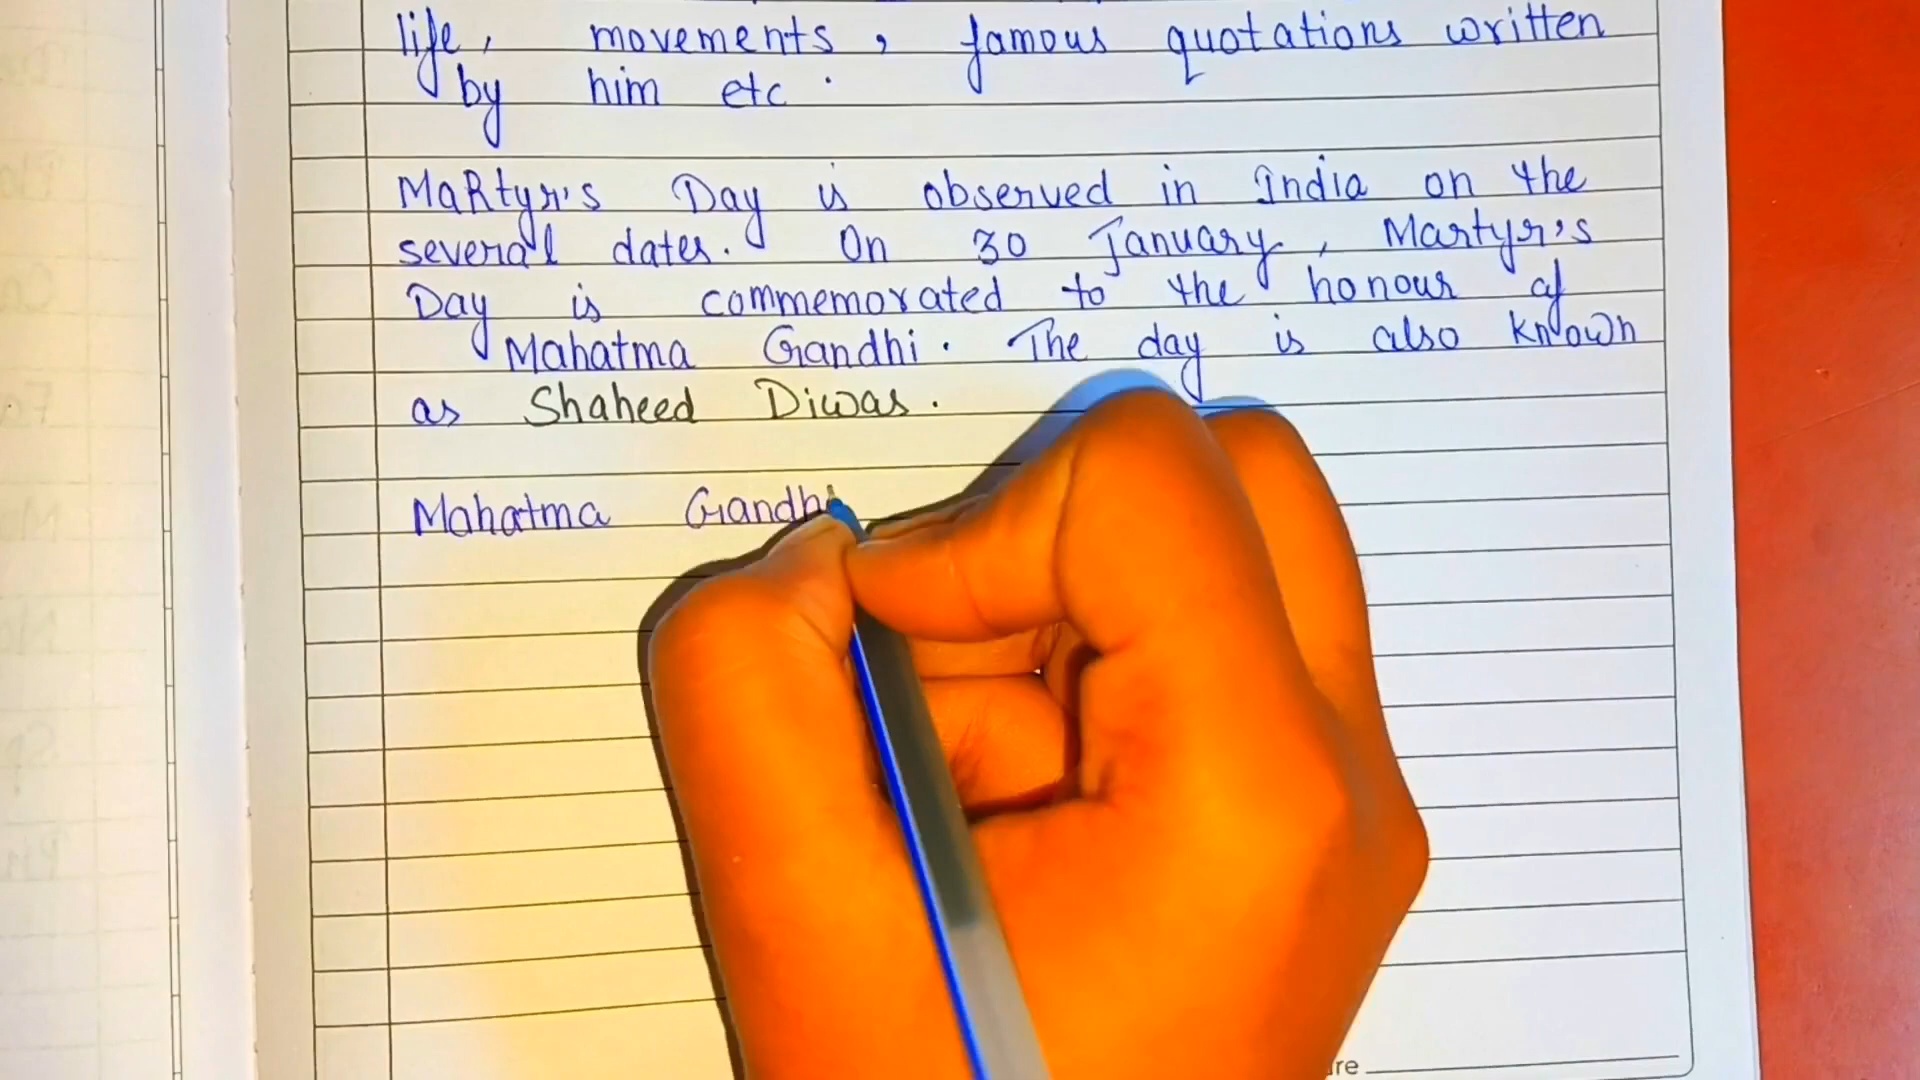 life, movements, famous quotations written
by him etc.
MaRtyr's Day is observed in India on the
several dates. On 30 January, Martyr's
Day is commemorated to the honour of
Mahatma Gandhi. The day is also known
as Shaheed Diwas.
Mahatma Gandhi